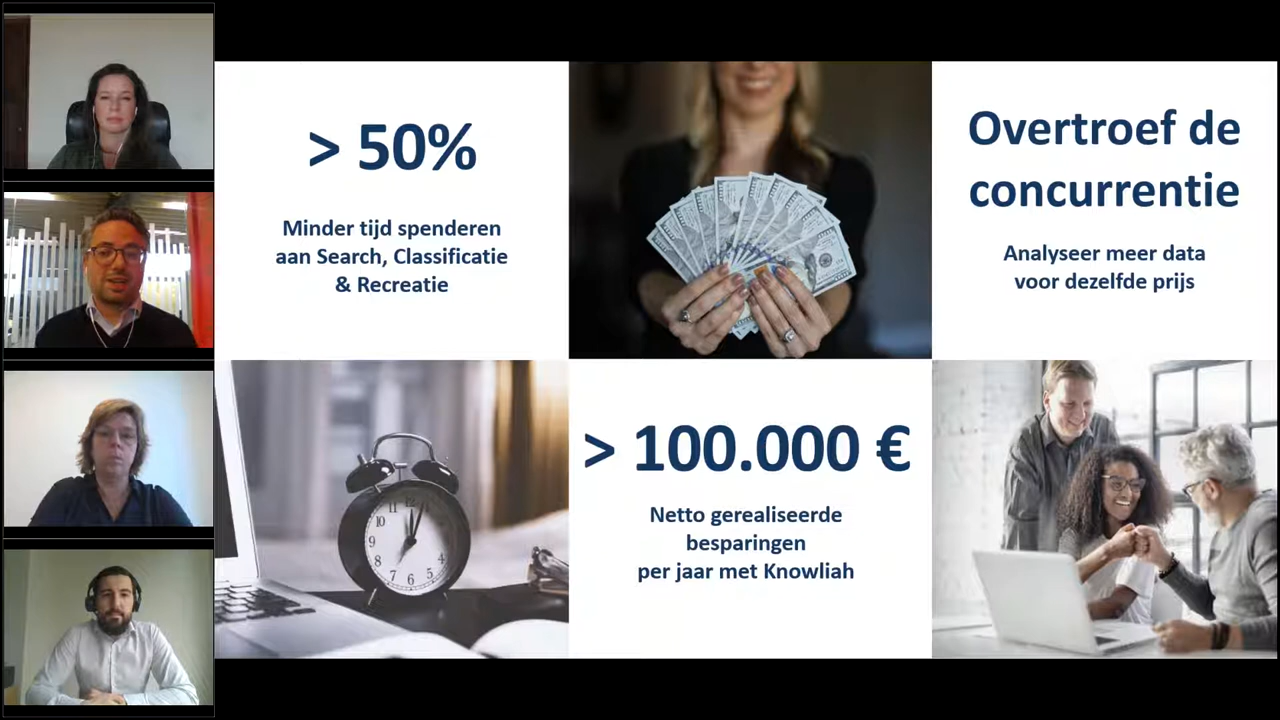 > 50%
Minder tijd spenderen
aan Search, Classificatie
& Recreatie
Overtroef de
concurrentie
Analyseer meer data
voor dezelfde prijs
> 100.000 €
Netto gerealiseerde
besparingen
per jaar met Knowliah